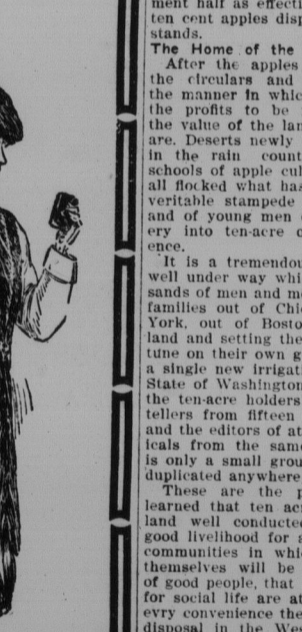 ment half as effecti
ten cent apples disp
stands.
The Home of the
After the apples
the circulars and
the manner in whic
the profits to be
the value of the lan
are. Deserts newly
in the rain count
schools of apple cul
all flocked what has
veritable stampede
and of young men
ery into ten-acre o
ence.
It is a tremendou
well under way whi
sands of men and m
families out of Chi
York, out of Bosto
land and setting the
tune on their own g
a single new irrigati
State of Washington
the ten-acre holders
tellers from fifteen
and the editors of at
icals from the same
is only a small grou
duplicated anywhere
These are the p
learned that ten ac
land well conducte
good livelihood for a
communities in whi
themselves will be
of good people, that
for social life are at
evry convenience the
disposal in the Wes